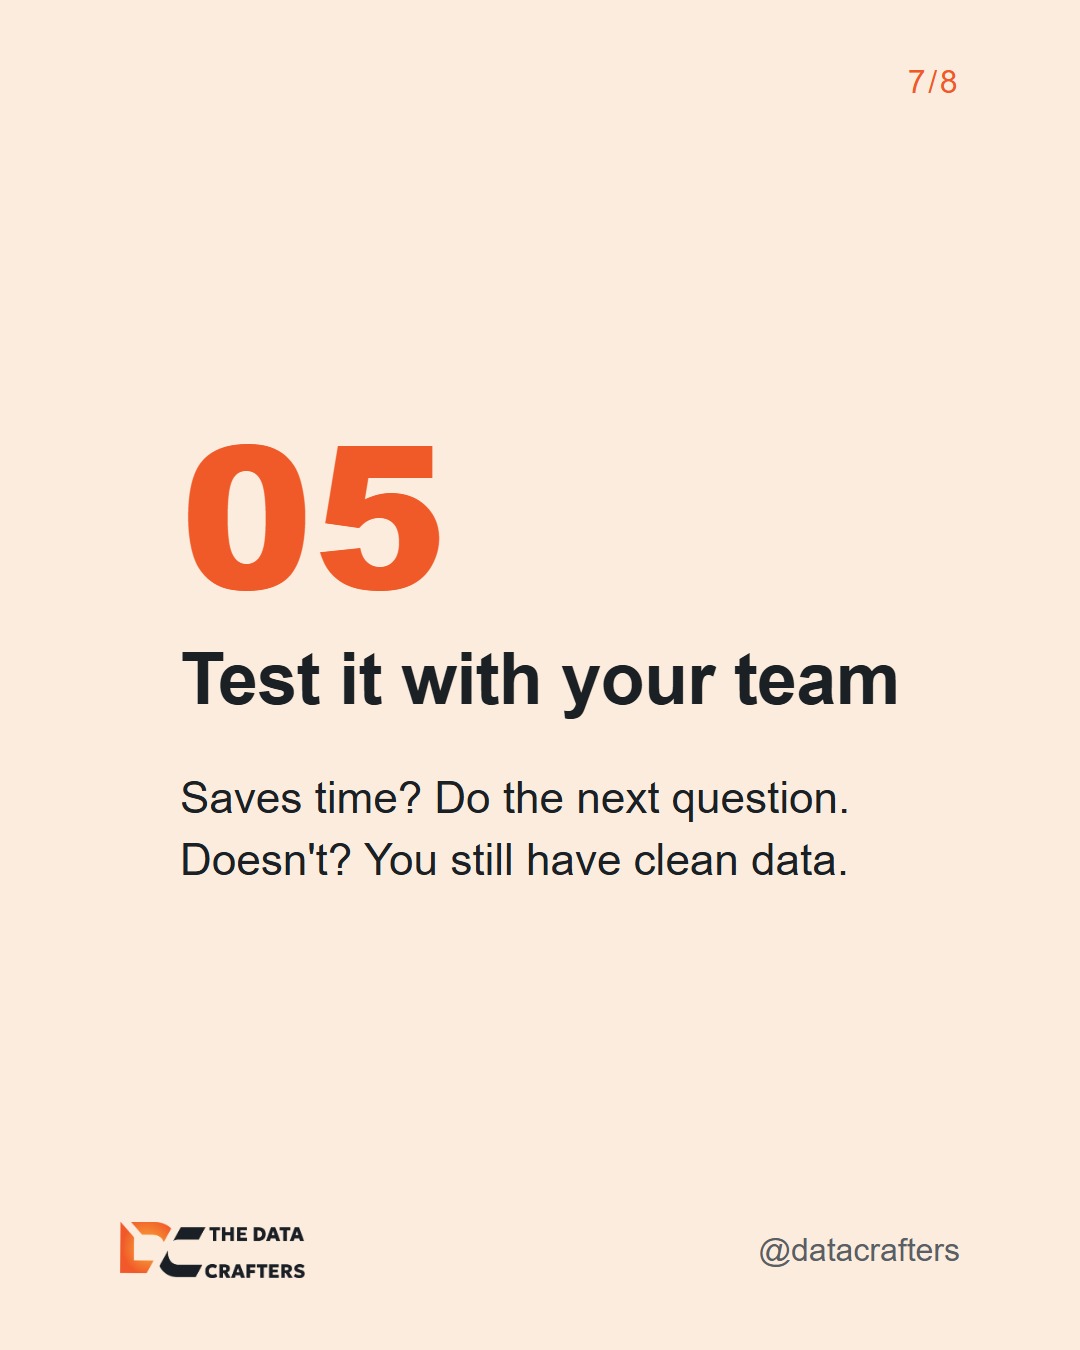 7/8
05
Test it with your team
Saves time? Do the next question.
Doesn't? You still have clean data.
THE DATA
CRAFTERS
@datacrafters